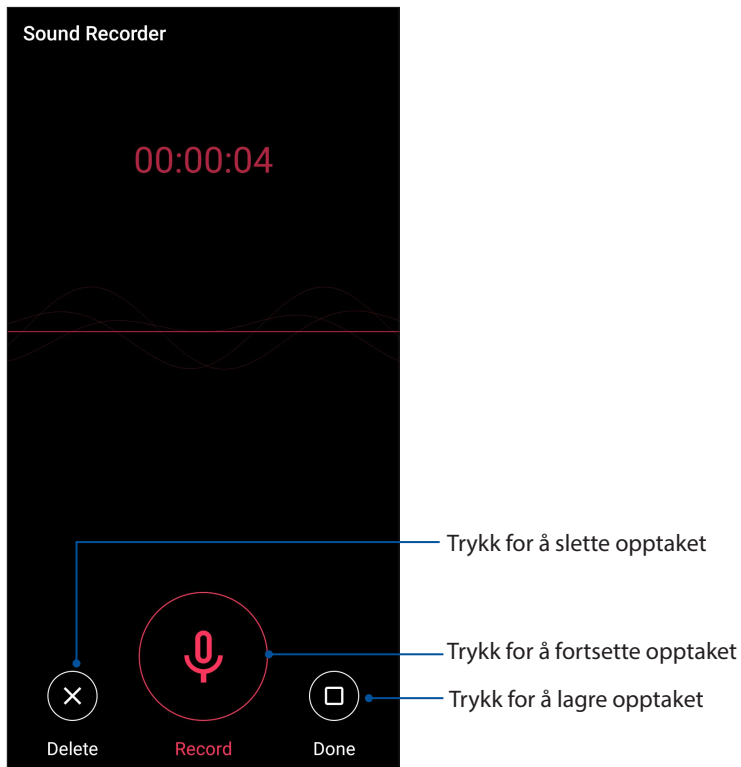 Sound Recorder
00:00:04
Trykk for å slette opptaket
Trykk for å fortsette opptaket
Trykk for å lagre opptaket
Delete
Record
Done